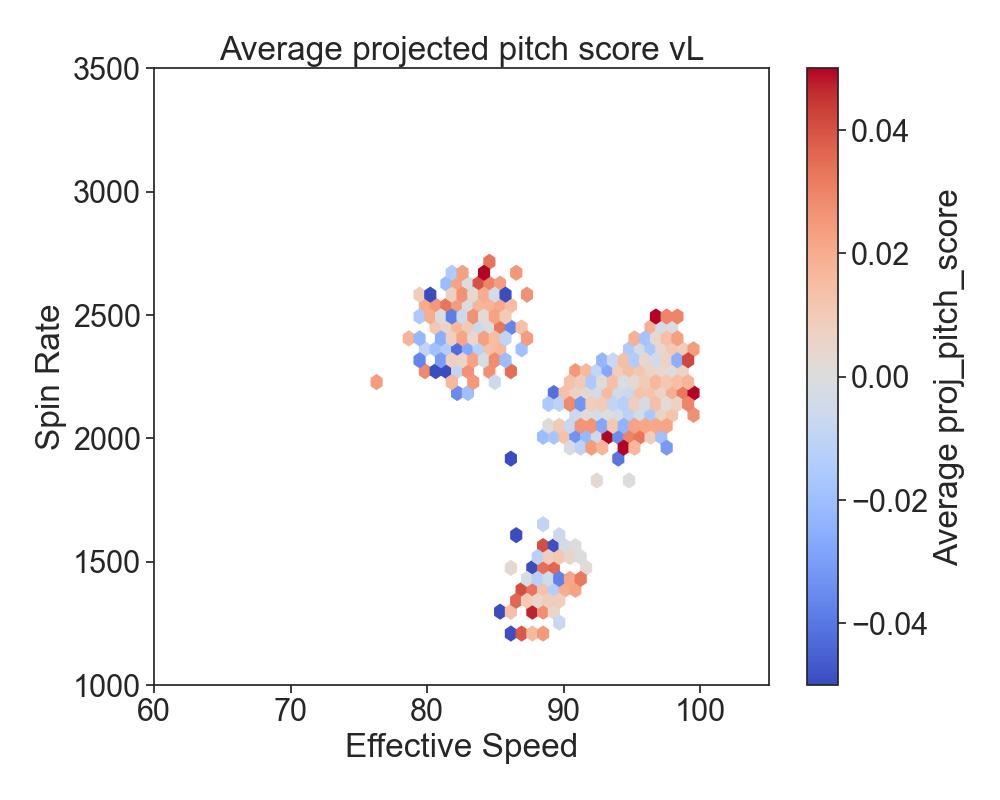 Average projected pitch score vL
3500
3000
2500
2000
1500
1000
Spin Rate
60 70 80 90 100
Effective Speed
0.04
0.02
0.00
−0.02
−0.04
Average proj_pitch_score